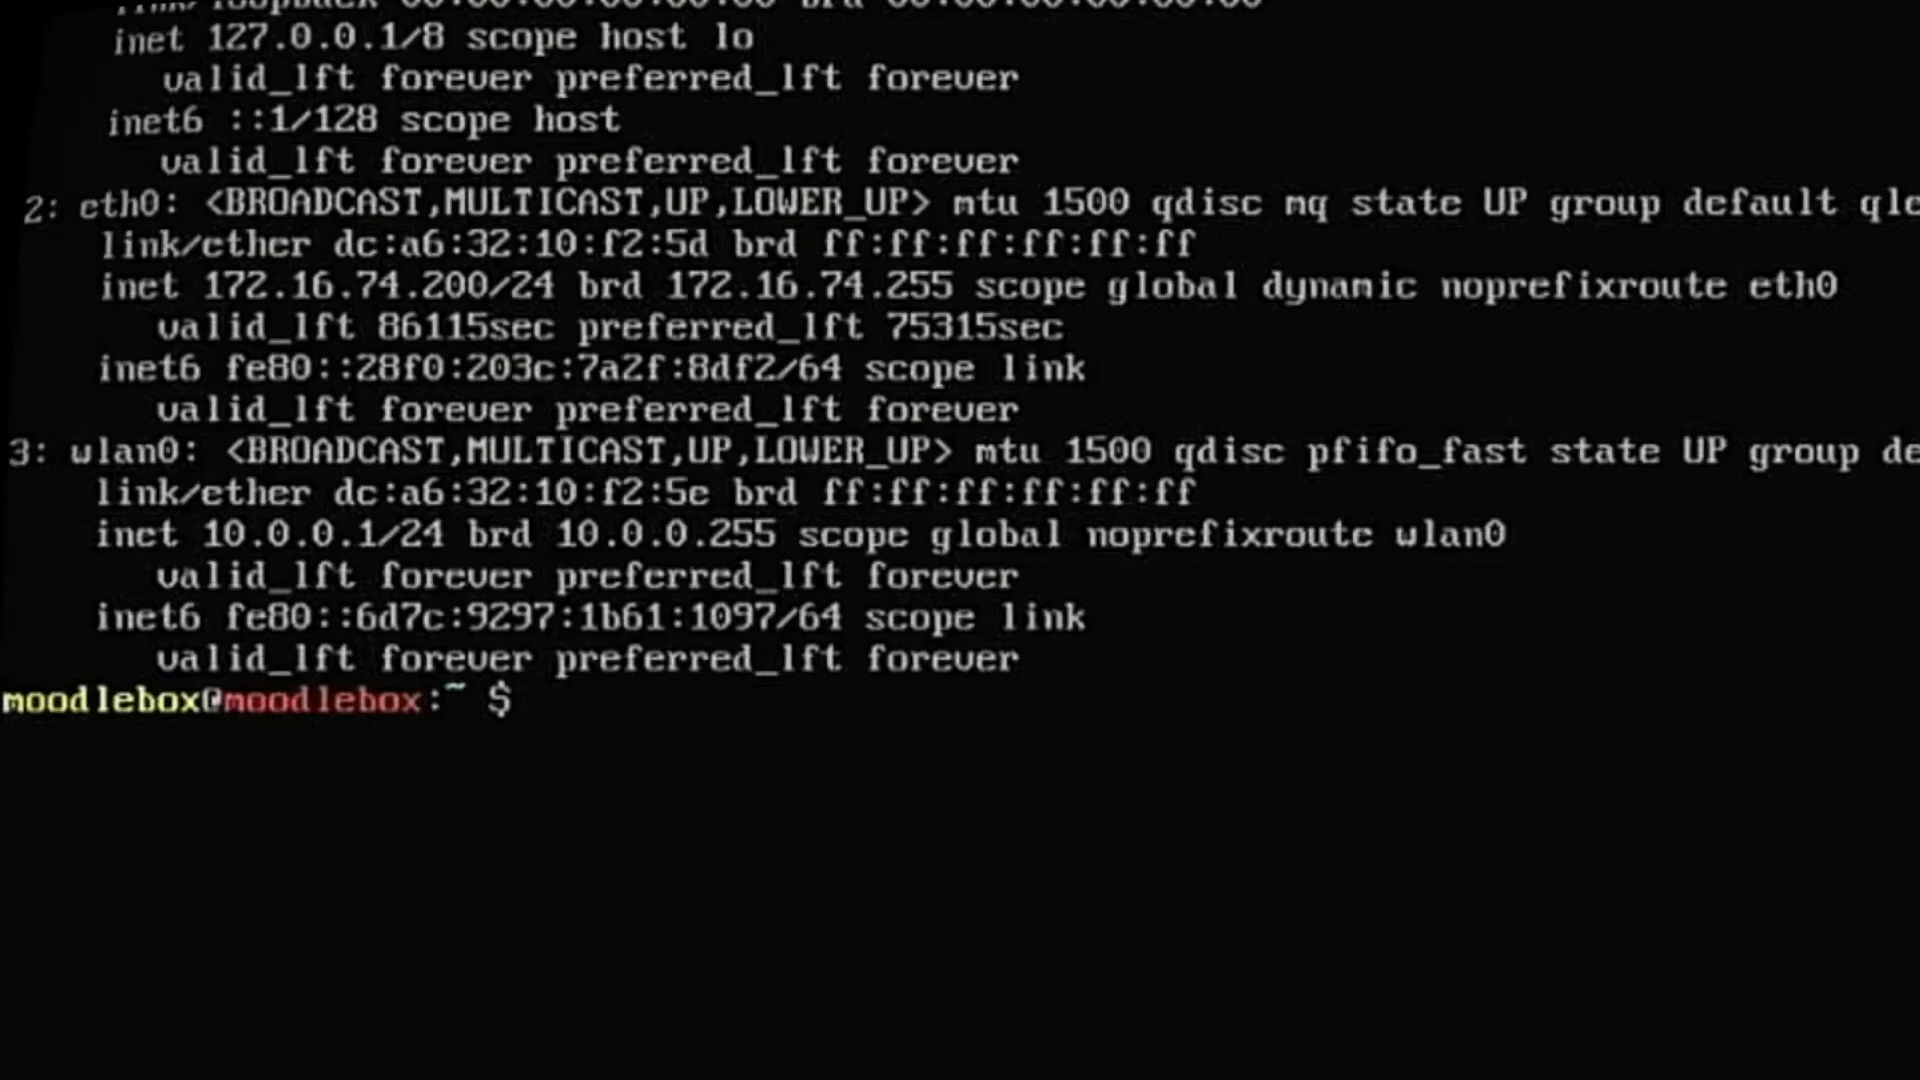 inet 127.0.0.1/8 scope host lo
valid_lft forever preferred_lft forever
inet6 ::1/128 scope host
valid_lft forever preferred_lft forever
2: eth0: <BROADCAST,MULTICAST,UP,LOWER_UP> mtu 1500 qdisc mq state UP group default qle
link/ether dc:a6:32:10:f2:5d brd ff:ff:ff:ff:ff:ff
inet 172.16.74.200/24 brd 172.16.74.255 scope global dynamic noprefixroute eth0
valid_lft 86115sec preferred_lft 75315sec
inet6 fe80::28f0:203c:7a2f:8df2/64 scope link
valid_lft forever preferred_lft forever
3: wlan0: <BROADCAST,MULTICAST,UP,LOWER_UP> mtu 1500 qdisc pfifo_fast state UP group de
link/ether dc:a6:32:10:f2:5e brd ff:ff:ff:ff:ff:ff
inet 10.0.0.1/24 brd 10.0.0.255 scope global noprefixroute wlan0
valid_lft forever preferred_lft forever
inet6 fe80::6d7c:9297:1b61:1097/64 scope link
valid_lft forever preferred_lft forever
moodlebox@moodlebox:~ $